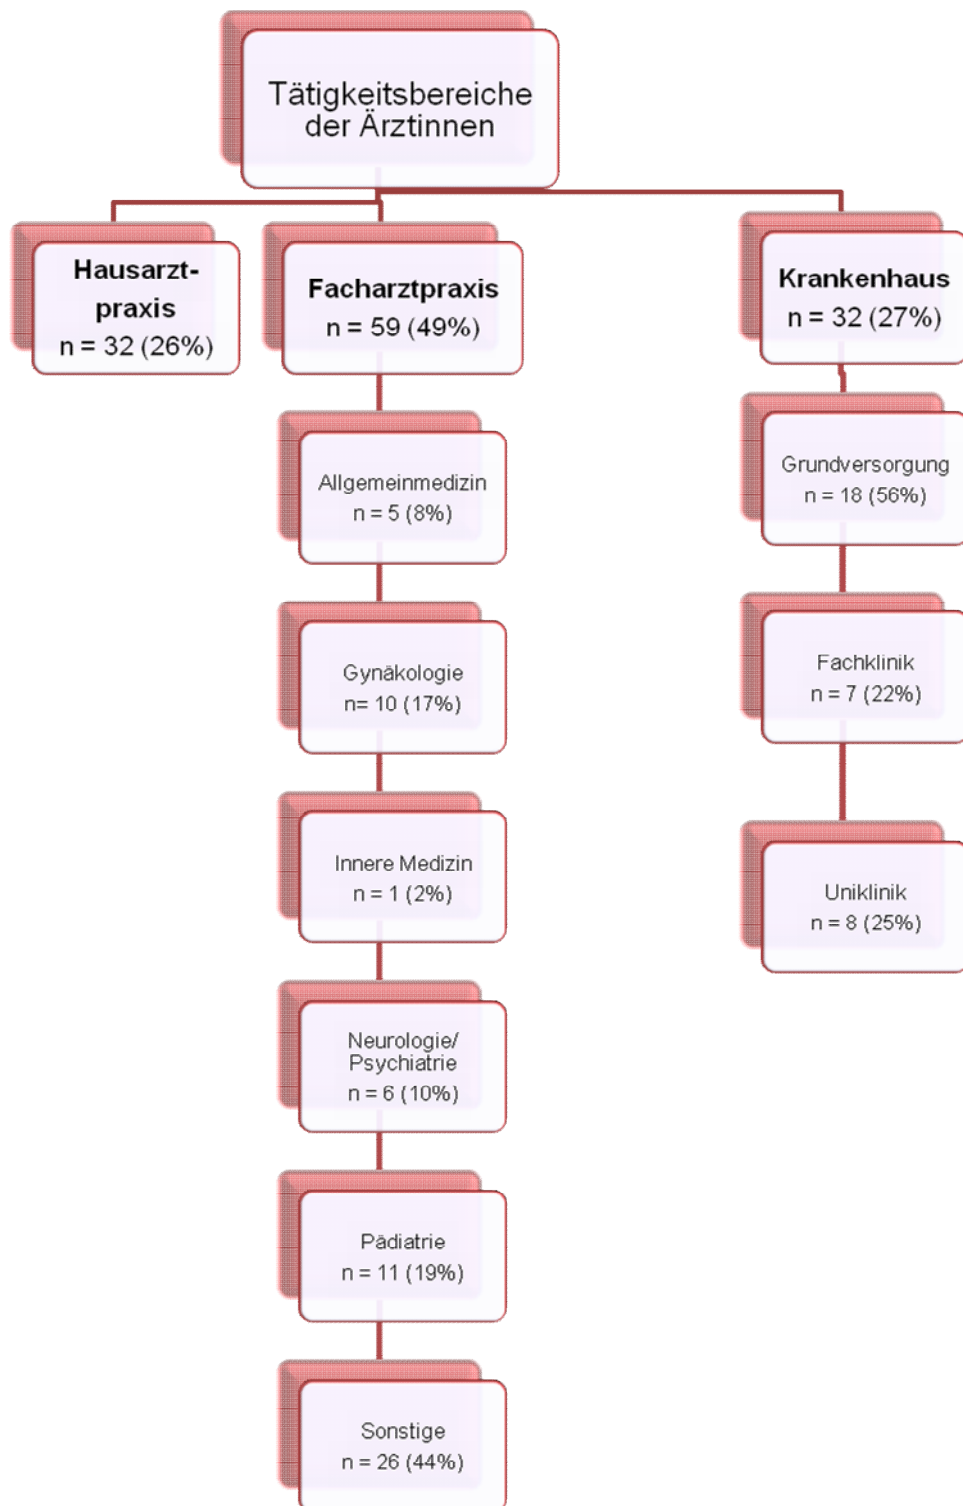 Tätigkeitsbereiche
der Ärztinnen
Hausarzt-
praxis
n = 32 (26%)
Facharztpraxis
n = 59 (49%)
Krankenhaus
n = 32 (27%)
Allgemeinmedizin
n = 5 (8%)
Gynäkologie
n= 10 (17%)
Innere Medizin
n = 1 (2%)
Neurologie/
Psychiatrie
n = 6 (10%)
Pädiatrie
n = 11 (19%)
Sonstige
n = 26 (44%)
Grundversorgung
n = 18 (56%)
Fachklinik
n = 7 (22%)
Uniklinik
n = 8 (25%)